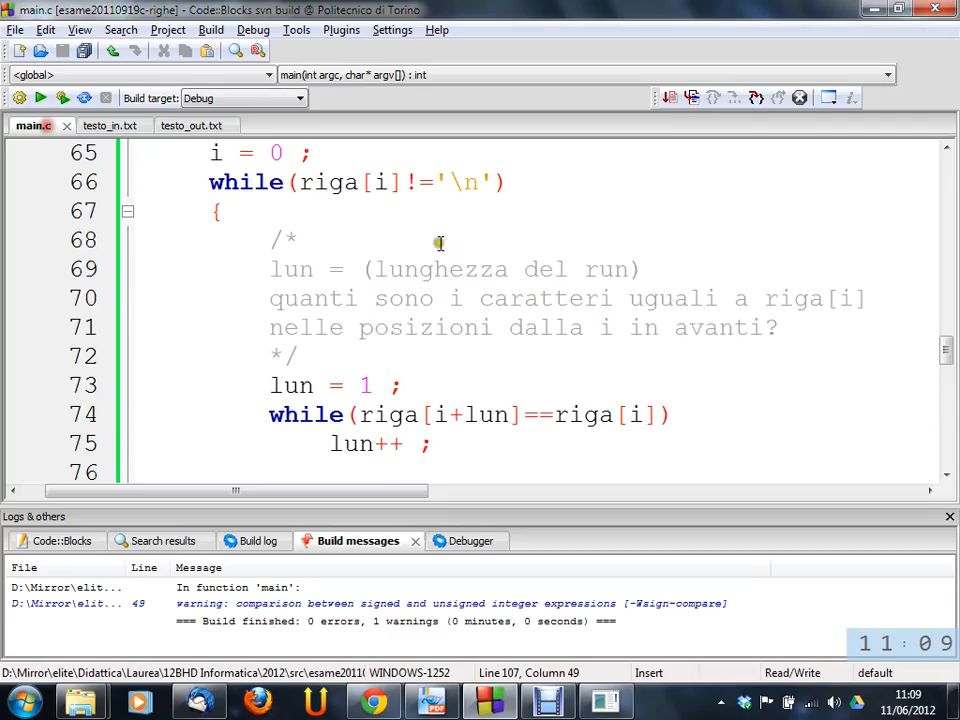 main.c [esame20110919c-righe] - Code::Blocks svn build @ Politecnico di Torino
File Edit View Search Project Build Debug Tools Plugins Settings Help
<global> main(int argc, char* argv[]) : int
Build target: Debug
main.c testo_in.txt testo_out.txt
65 i = 0 ;
66 while(riga[i]!='\n')
67 {
68 /*
69 lun = (lunghezza del run)
70 quanti sono i caratteri uguali a riga[i]
71 nelle posizioni dalla i in avanti?
72 */
73 lun = 1 ;
74 while(riga[i+lun]==riga[i])
75 lun++ ;
76
Logs & others
Code::Blocks Search results Build log Build messages Debugger
File Line Message
D:\Mirror\elit... In function 'main':
D:\Mirror\elit... 49 warning: comparison between signed and unsigned integer expressions [-Wsign-compare]
=== Build finished: 0 errors, 1 warnings (0 minutes, 0 seconds) ===
11:09
D:\Mirror\elite\Didattica\Laurea\12BHD Informatica\2012\src\esame2011( WINDOWS-1252 Line 107, Column 49 Insert Read/Write default
11:09
11/06/2012